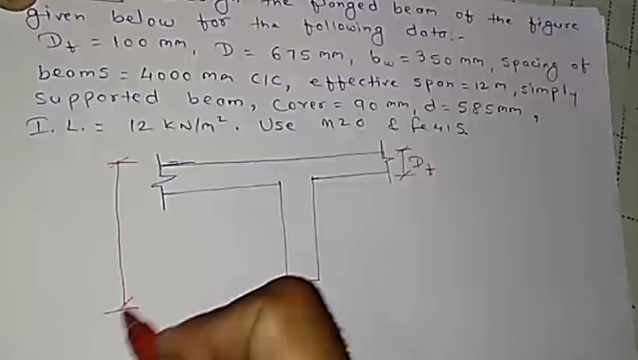 the flanged beam of the figure
given below for the following data:-
Df = 100 mm, D = 675 mm, bw = 350 mm, spacing of
beams = 4000 mm C/C, effective span = 12 m, simply
supported beam, cover = 90 mm, d = 585 mm,
I. L. = 12 KN/m². Use M20 & Fe415.
Df